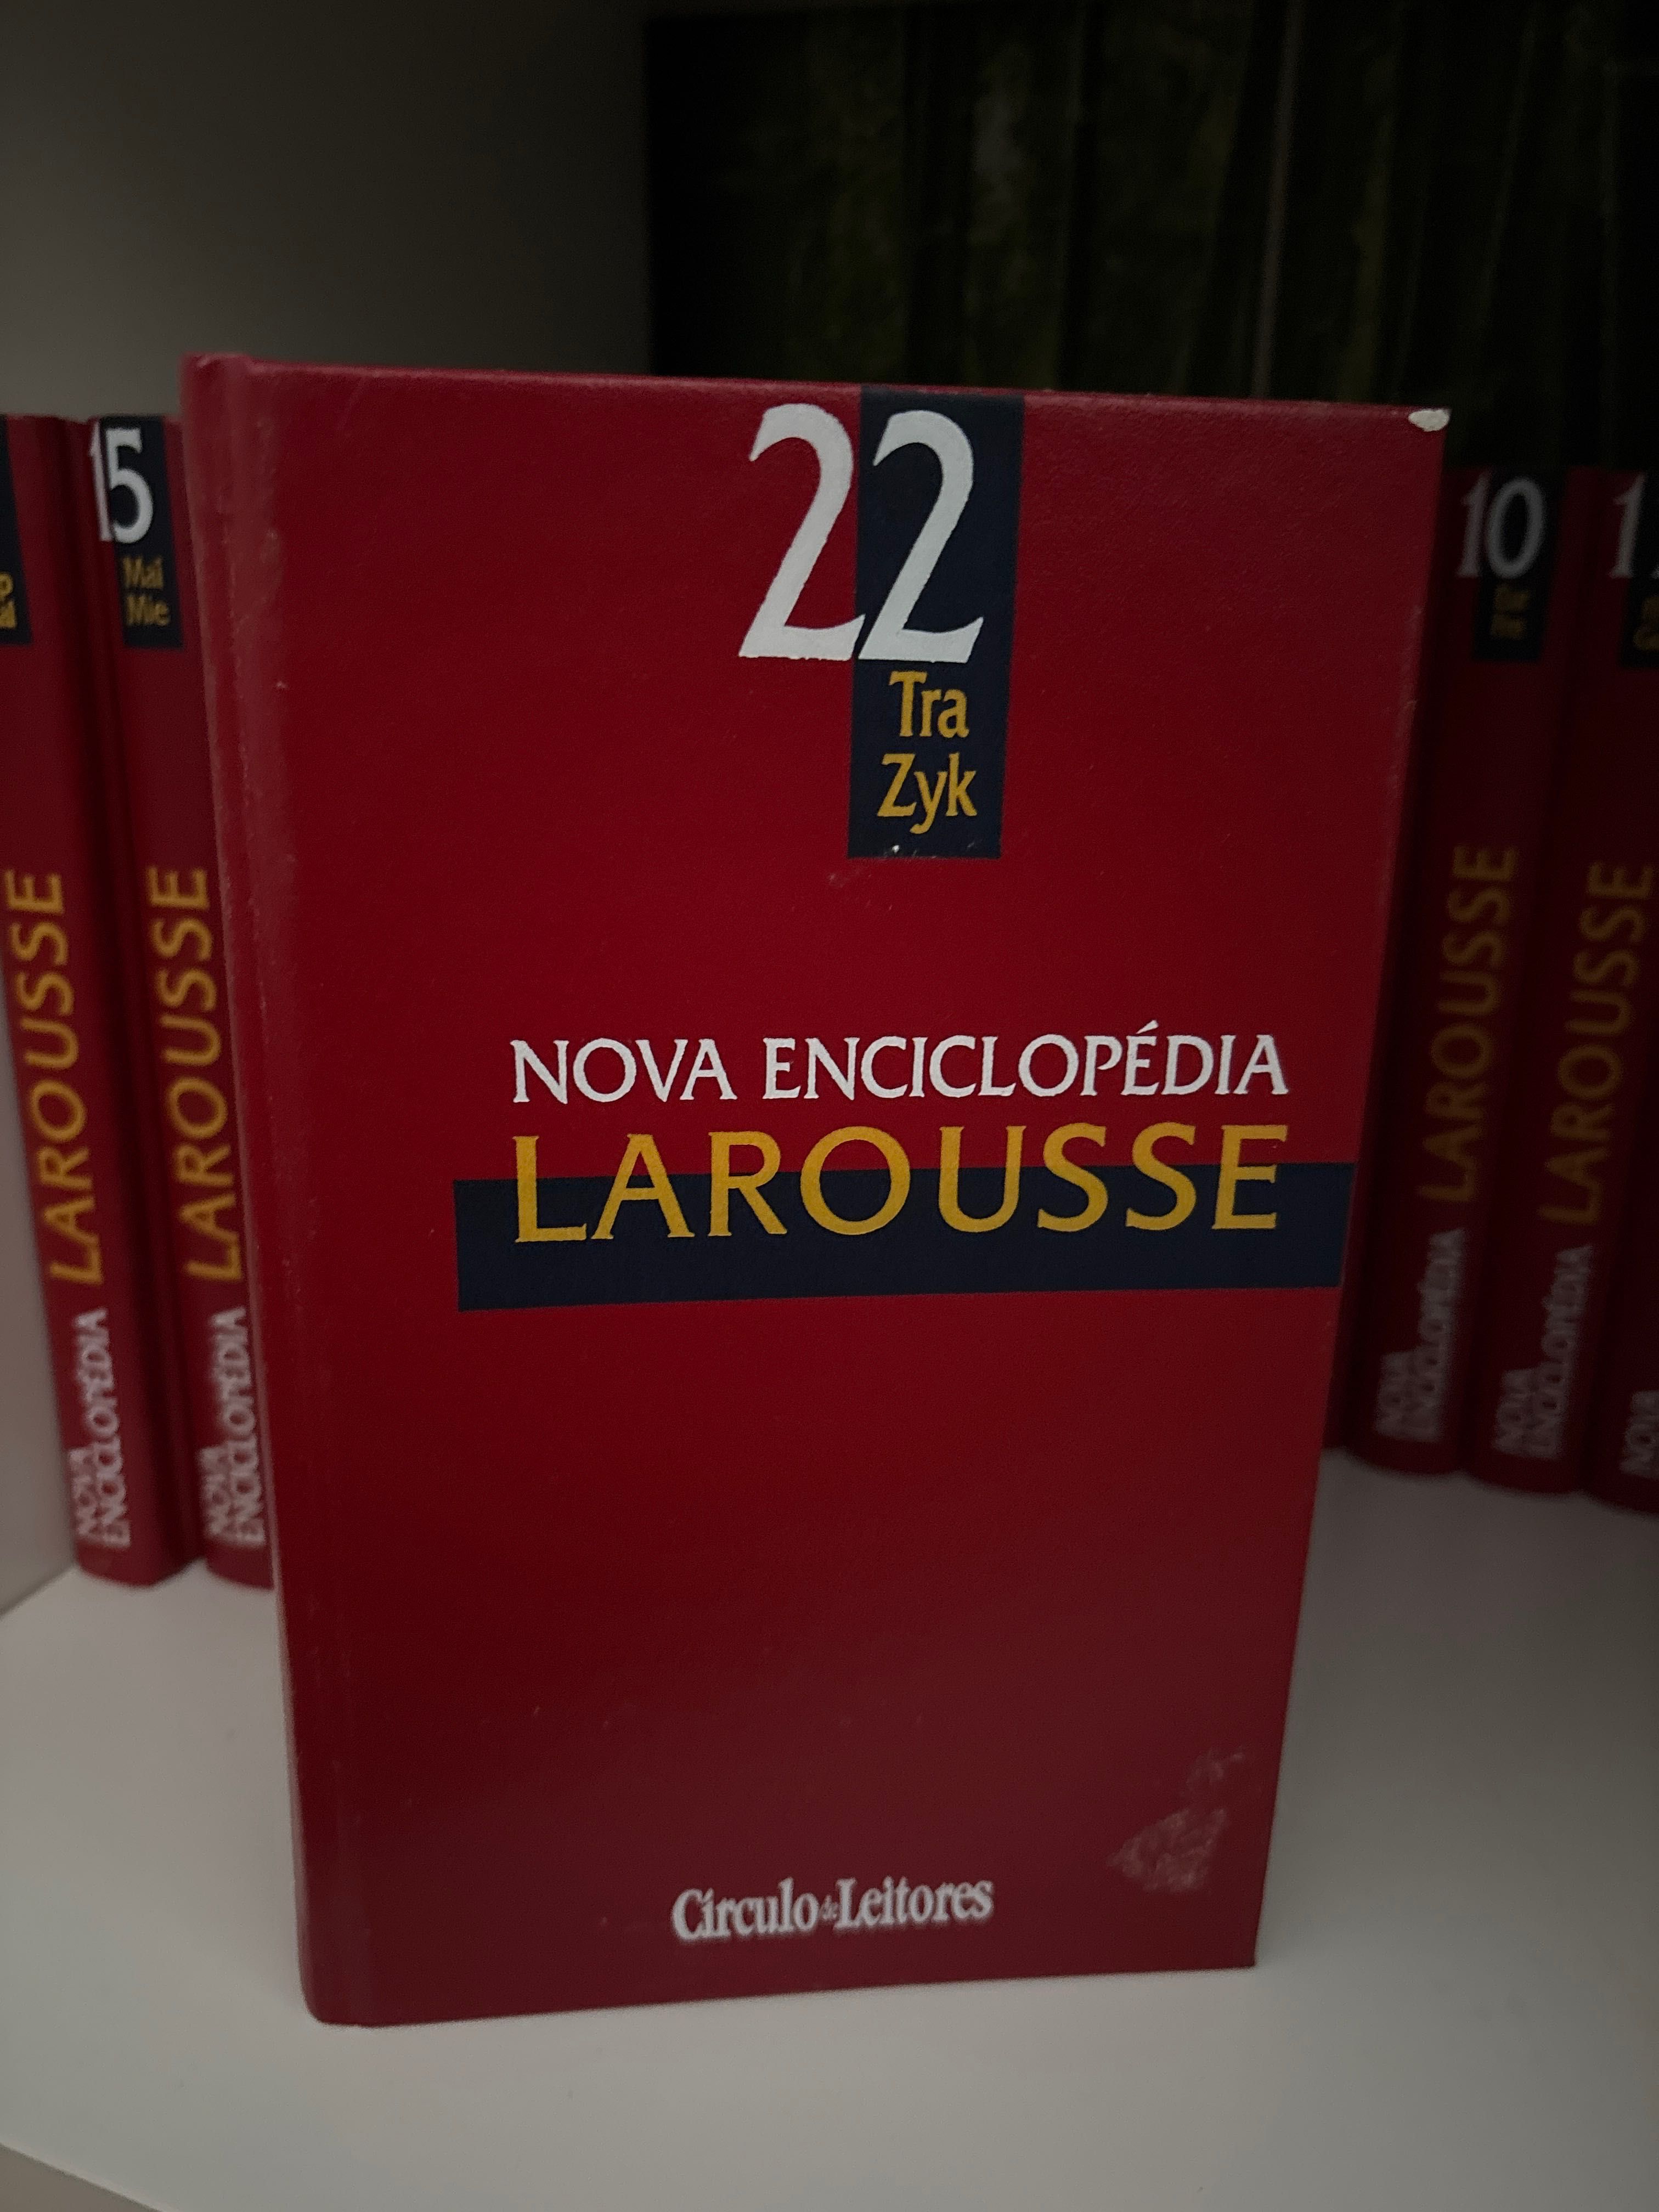 22
Tra
Zyk
NOVA ENCICLOPÉDIA
LAROUSSE
Círculo de Leitores
LAROUSSE
NOVA
ENCICLOPÉDIA
15
Mai
Mie
LAROUSSE
NOVA
ENCICLOPÉDIA
10
LAROUSSE
NOVA
ENCICLOPÉDIA
LAROUSSE
NOVA
ENCICLOPÉDIA
NOVA